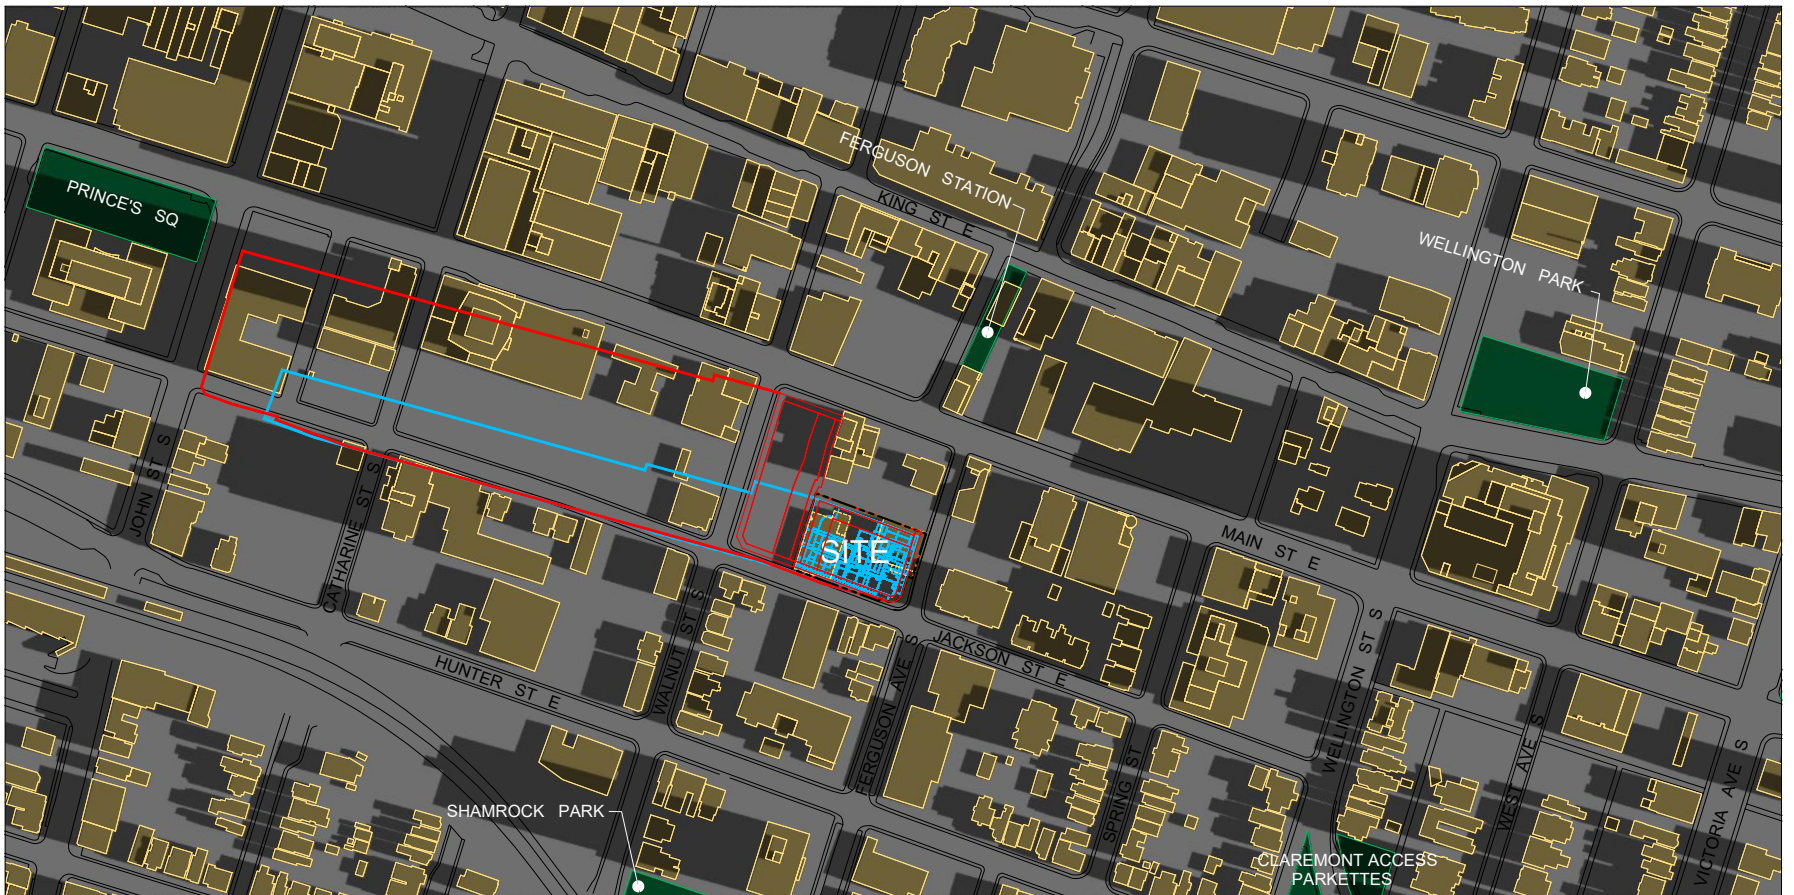 PRINCE'S SQ
FERGUSON STATION
KING ST E
WELLINGTON PARK
JOHN ST S
CATHARINE ST S
SITE
MAIN ST E
HUNTER ST E
WALNUT ST S
JACKSON ST E
FERGUSON AVE S
WELLINGTON ST S
SPRING ST
WEST AVE S
VICTORIA AVE S
SHAMROCK PARK
CLAREMONT ACCESS
PARKETTES